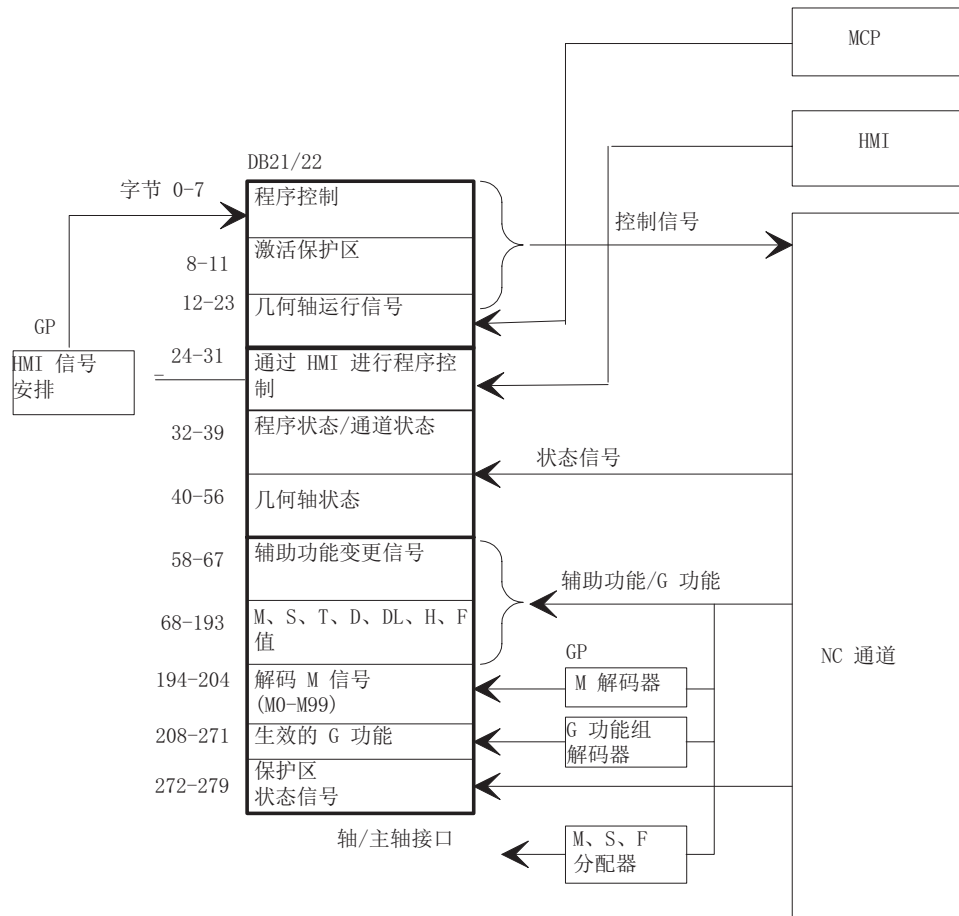 MCP
HMI
DB21/22
字节 0-7
程序控制
控制信号
激活保护区
8-11
12-23
几何轴运行信号
GP
HMI 信号
安排
24-31
通过 HMI 进行程序控
制
32-39
程序状态/通道状态
状态信号
40-56
几何轴状态
58-67
辅助功能变更信号
辅助功能/G 功能
68-193
M、S、T、D、DL、H、F
值
NC 通道
GP
194-204
解码 M 信号
(M0-M99)
M 解码器
208-271
生效的 G 功能
G 功能组
解码器
272-279
保护区
状态信号
轴/主轴接口
M、S、F
分配器